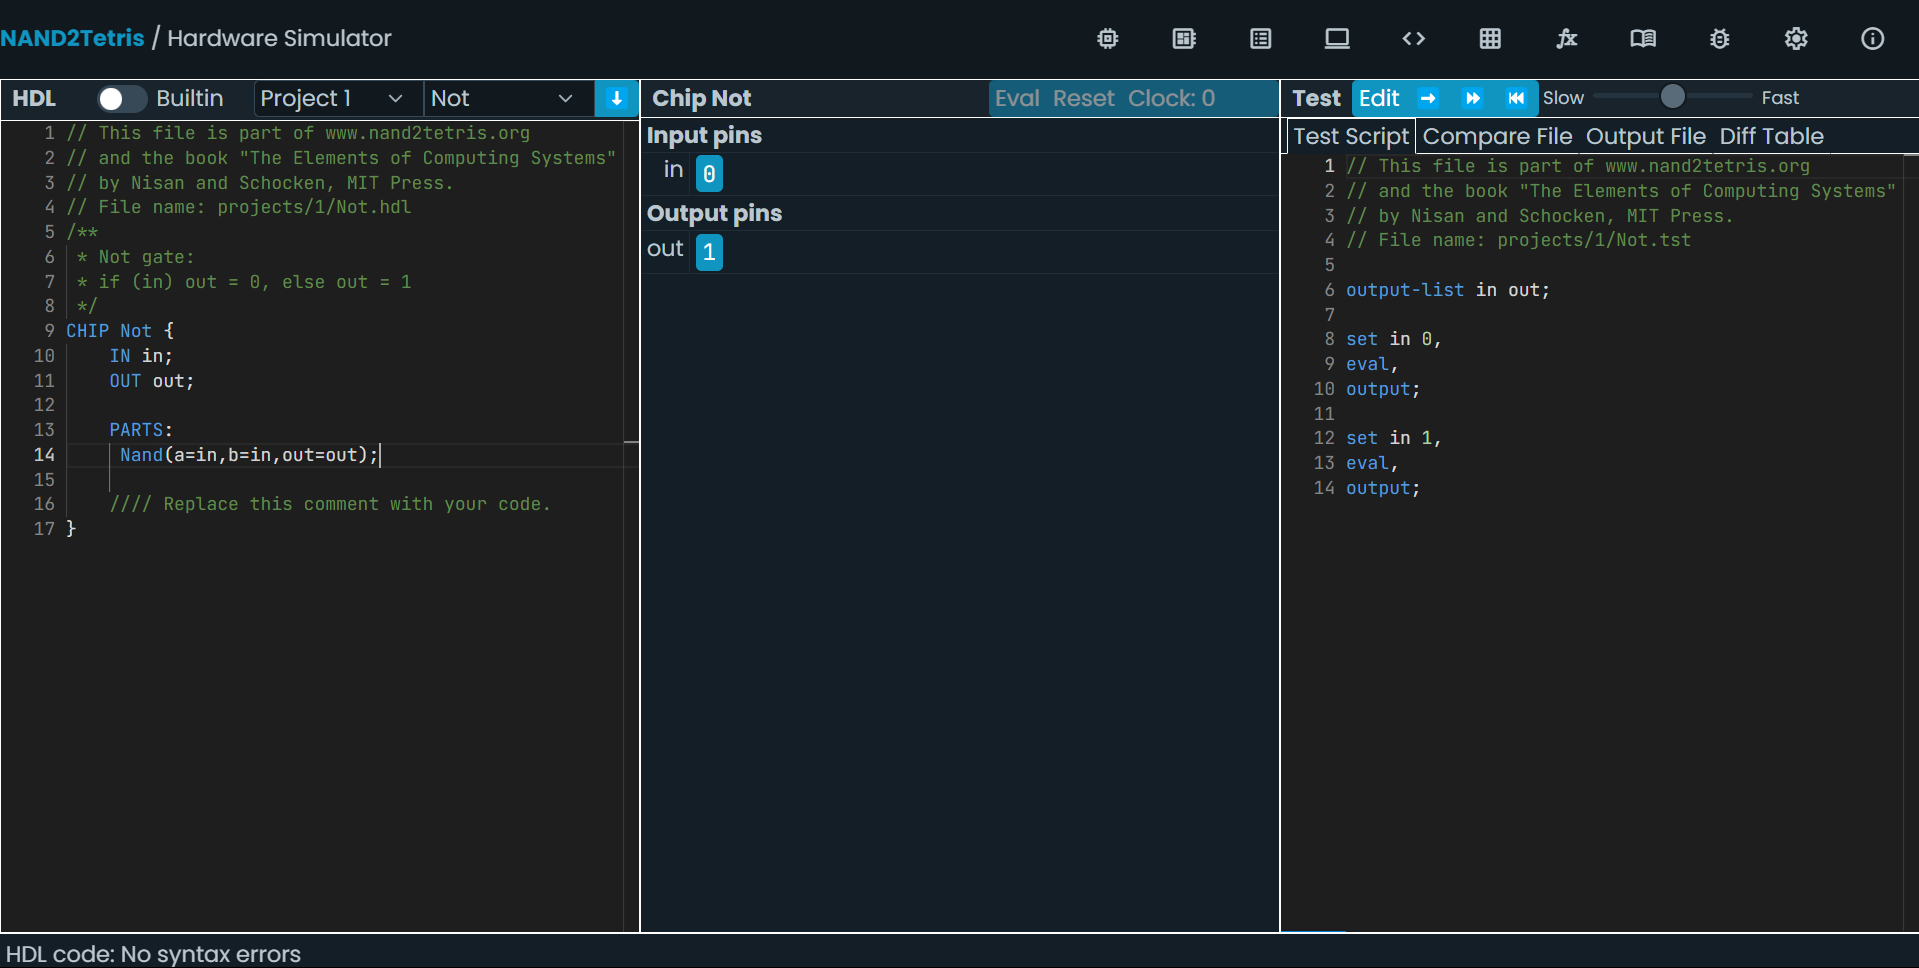 NAND2Tetris / Hardware Simulator
HDL Builtin Project 1 Not
1 // This file is part of www.nand2tetris.org
2 // and the book "The Elements of Computing Systems"
3 // by Nisan and Schocken, MIT Press.
4 // File name: projects/1/Not.hdl
5 /**
6 * Not gate:
7 * if (in) out = 0, else out = 1
8 */
9 CHIP Not {
10 IN in;
11 OUT out;
12
13 PARTS:
14 Nand(a=in,b=in,out=out);
15
16 //// Replace this comment with your code.
17 }
Chip Not Eval Reset Clock: 0
Input pins
in 0
Output pins
out 1
Test Edit Slow Fast
Test Script Compare File Output File Diff Table
1 // This file is part of www.nand2tetris.org
2 // and the book "The Elements of Computing Systems"
3 // by Nisan and Schocken, MIT Press.
4 // File name: projects/1/Not.tst
5
6 output-list in out;
7
8 set in 0,
9 eval,
10 output;
11
12 set in 1,
13 eval,
14 output;
HDL code: No syntax errors